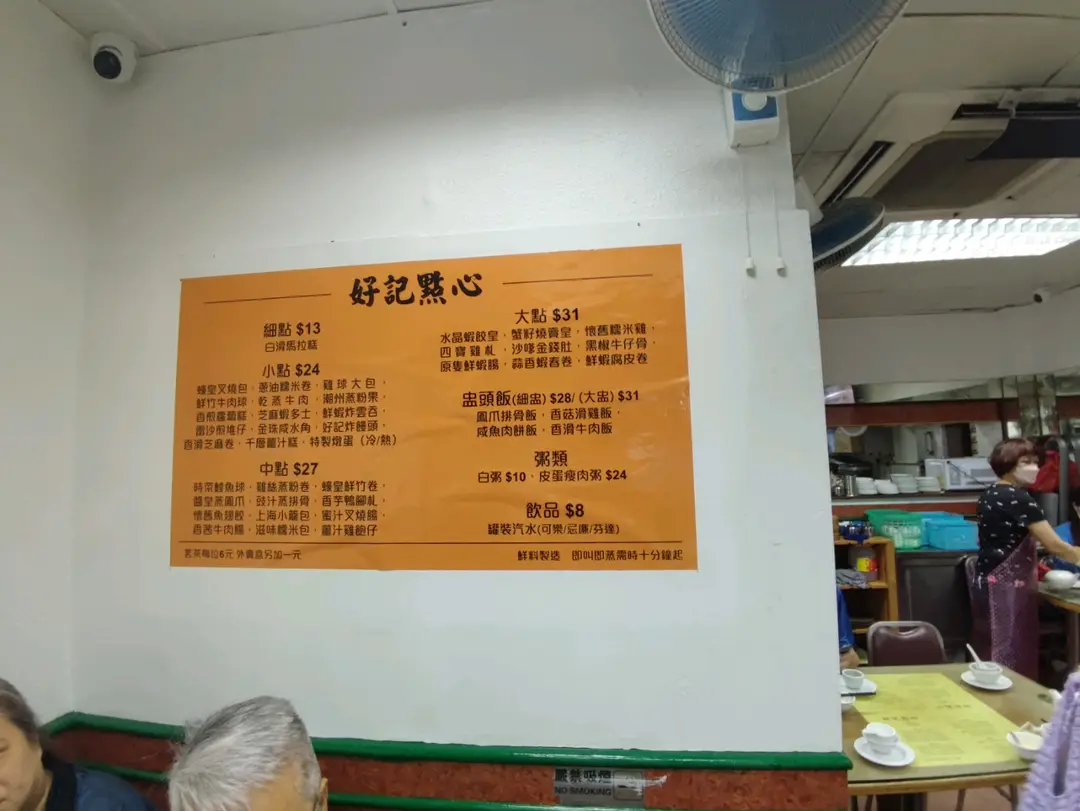 好記點心
細點 $13
白滑馬拉糕
小點 $24
蠔皇叉燒包，蔥油糯米卷，雞球大包，
鮮竹牛肉球，乾蒸牛肉，潮州蒸粉果，
香煎蘿蔔糕，芝麻蝦多士，鮮蝦炸雲吞，
擂沙煎堆仔，金珠咸水角，好記炸饅頭，
香滑芝麻卷，千層薑汁糕，特製燉蛋（冷/熱）
中點 $27
時菜鯪魚球，雞絲蒸粉卷，蠔皇鮮竹卷，
醬皇蒸鳳爪，豉汁蒸排骨，香芋鴨腳札，
懷舊魚翅餃，上海小籠包，蜜汁叉燒腸，
香茜牛肉腸，滋味糯米包，薑汁雞飽仔
大點 $31
水晶蝦餃皇，蟹籽燒賣皇，懷舊糯米雞，
四寶雞札，沙嗲金錢肚，黑椒牛仔骨，
原隻鮮蝦腸，蒜香蝦春卷，鮮蝦腐皮卷
盅頭飯(細盅) $28/ (大盅) $31
鳳爪排骨飯，香菇滑雞飯，
咸魚肉餅飯，香滑牛肉飯
粥類
白粥 $10，皮蛋瘦肉粥 $24
飲品 $8
罐裝汽水(可樂/忌廉/芬達)
茗茶每位6元 外賣盒另加一元
鮮料製造 即叫即蒸需時十分鐘起
嚴禁吸煙
NO SMOKING